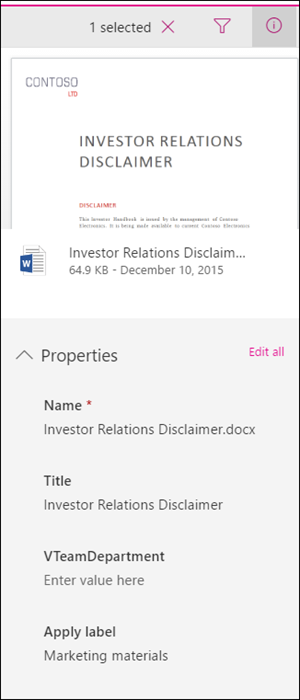 1 selected
CONTOSO
LTD
INVESTOR RELATIONS
DISCLAIMER
DISCLAIMER
This Investor Handbook is issued by the management of Contoso
Electronics. It is being made available to current Contoso Electronics
Investor Relations Disclaim...
64.9 KB - December 10, 2015
Properties
Edit all
Name *
Investor Relations Disclaimer.docx
Title
Investor Relations Disclaimer
VTeamDepartment
Enter value here
Apply label
Marketing materials